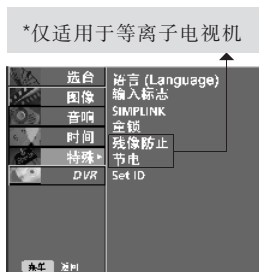 *仅适用于等离子电视机
选台
图像
音响
时间
特殊
DVR
语言 (Language)
输入标志
SIMPLINK
童锁
残像防止
节电
Set ID
返回